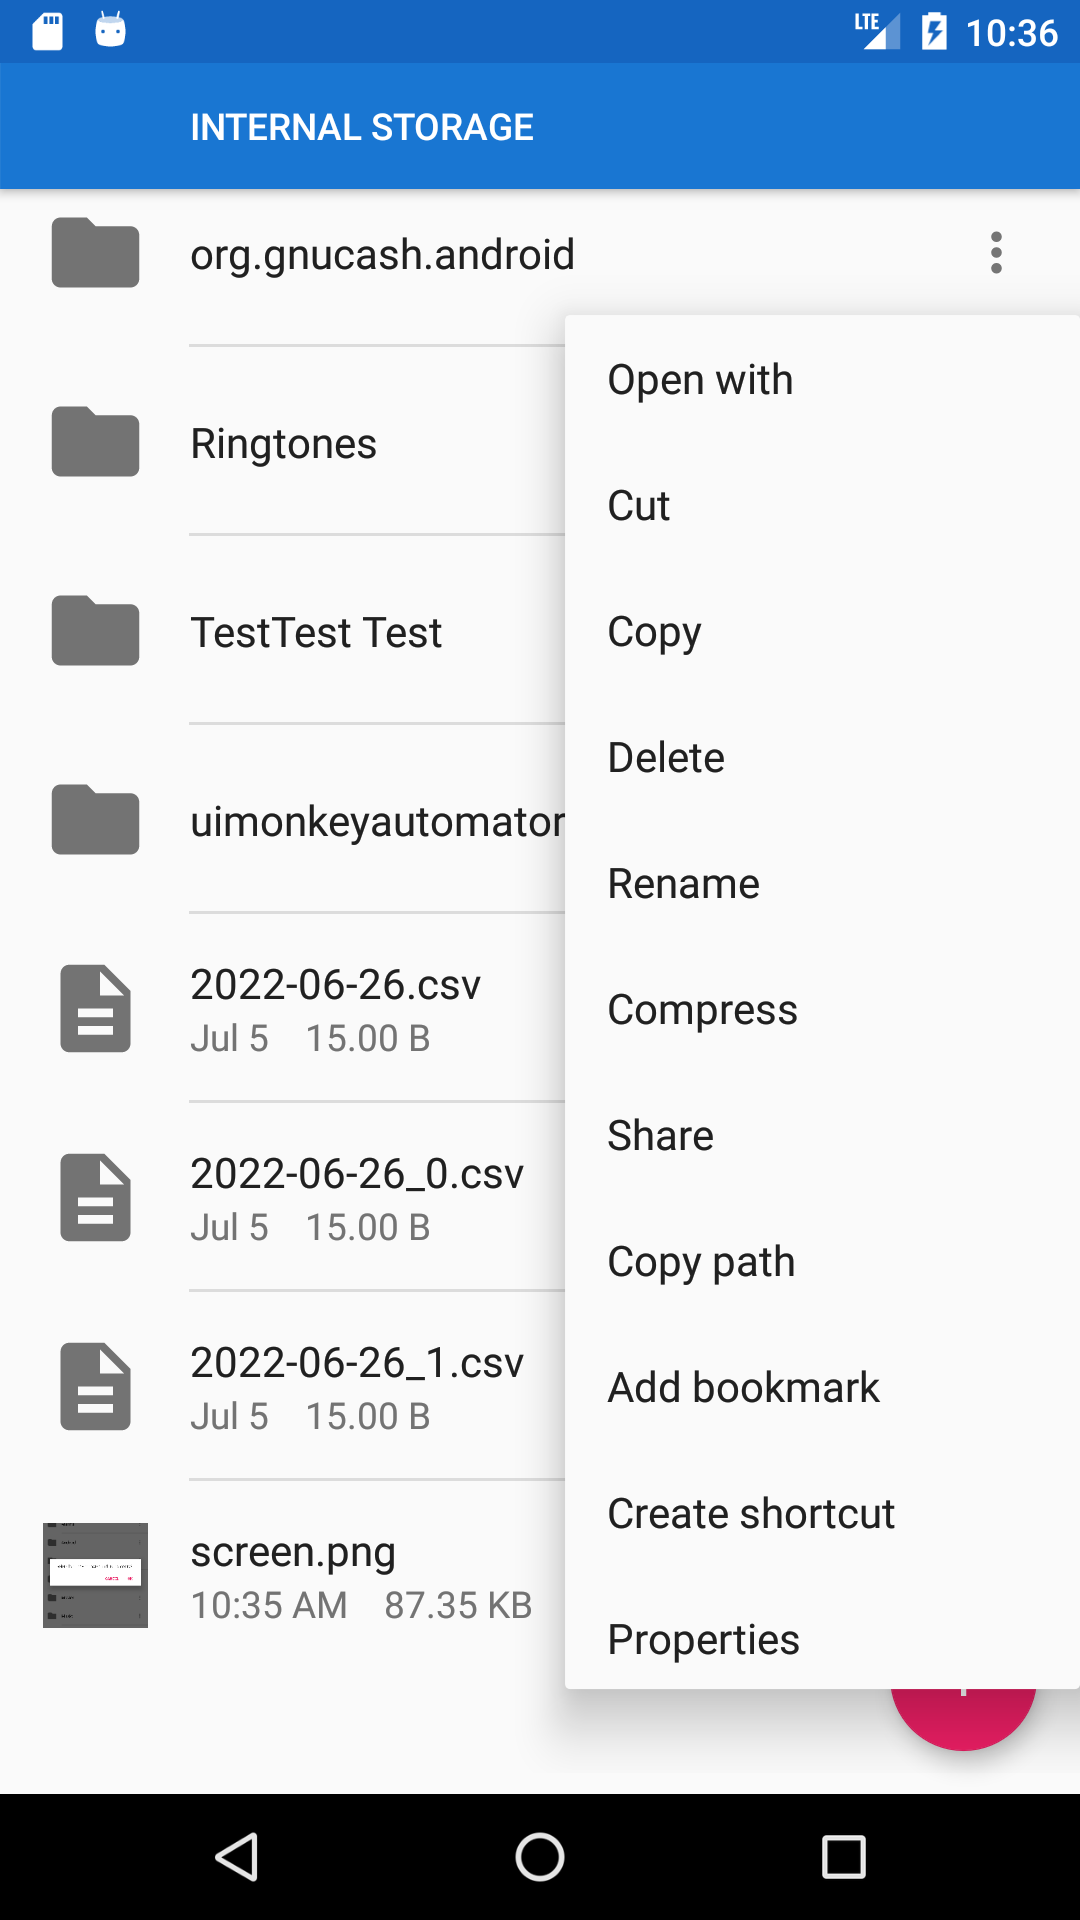 LTE 10:36
INTERNAL STORAGE
org.gnucash.android
Ringtones
TestTest Test
uimonkeyautomator
2022-06-26.csv
Jul 5 15.00 B
2022-06-26_0.csv
Jul 5 15.00 B
2022-06-26_1.csv
Jul 5 15.00 B
screen.png
10:35 AM 87.35 KB
Open with
Cut
Copy
Delete
Rename
Compress
Share
Copy path
Add bookmark
Create shortcut
Properties